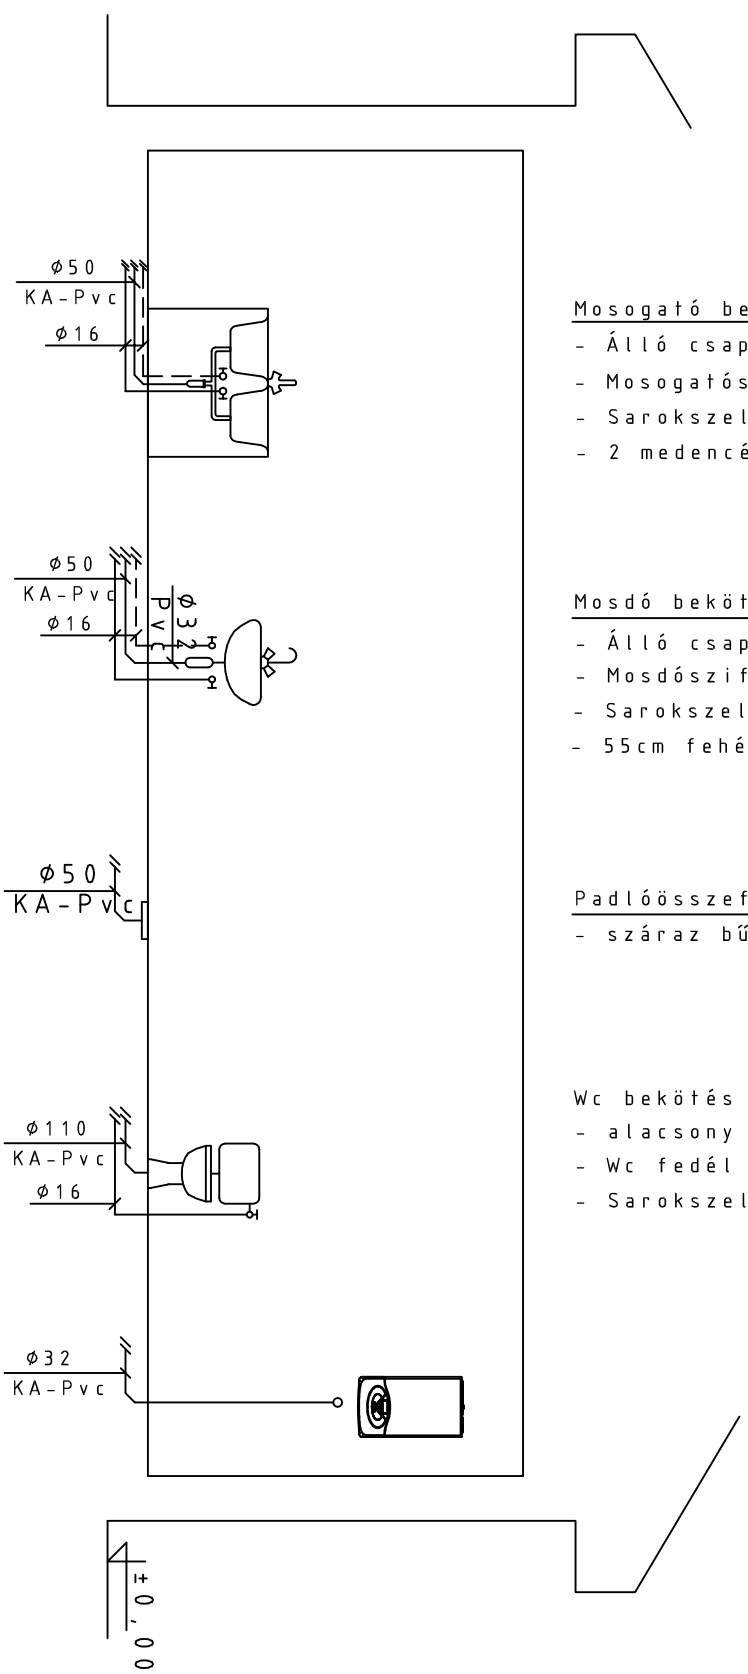 Ø50
KA-Pvc
Ø16
Mosogató be
- Álló csap
- Mosogatós
- Sarokszel
- 2 medencé
Ø50
KA-Pvc
Ø16
Ø32
Pvc
Mosdó beköt
- Álló csap
- Mosdószif
- Sarokszel
- 55cm fehé
Ø50
KA-Pvc
Padlóösszef
- száraz bű
Ø110
KA-Pvc
Ø16
Wc bekötés
- alacsony
- Wc fedél
- Sarokszel
Ø32
KA-Pvc
±0,00